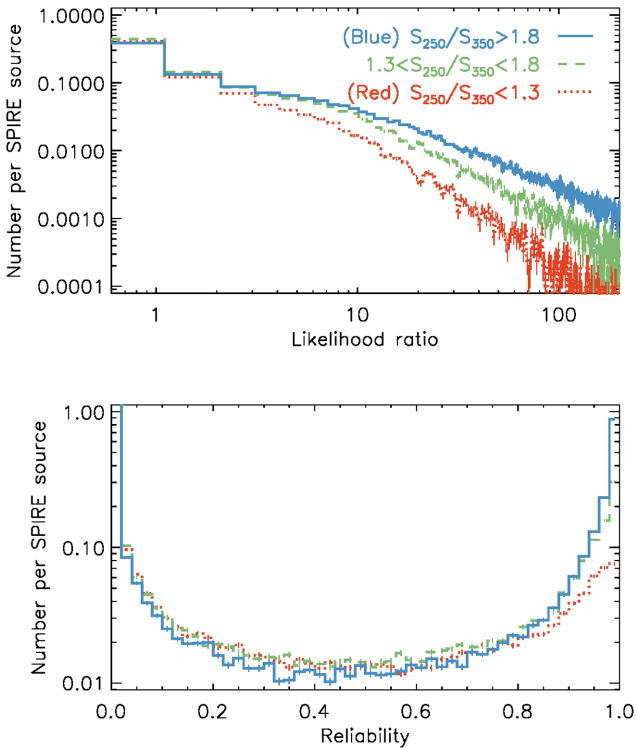 1.0000
0.1000
0.0100
0.0010
0.0001
Number per SPIRE source
(Blue) S250/S350>1.8
1.3<S250/S350<1.8
(Red) S250/S350<1.3
1 10 100
Likelihood ratio
1.00
0.10
0.01
Number per SPIRE source
0.0 0.2 0.4 0.6 0.8 1.0
Reliability